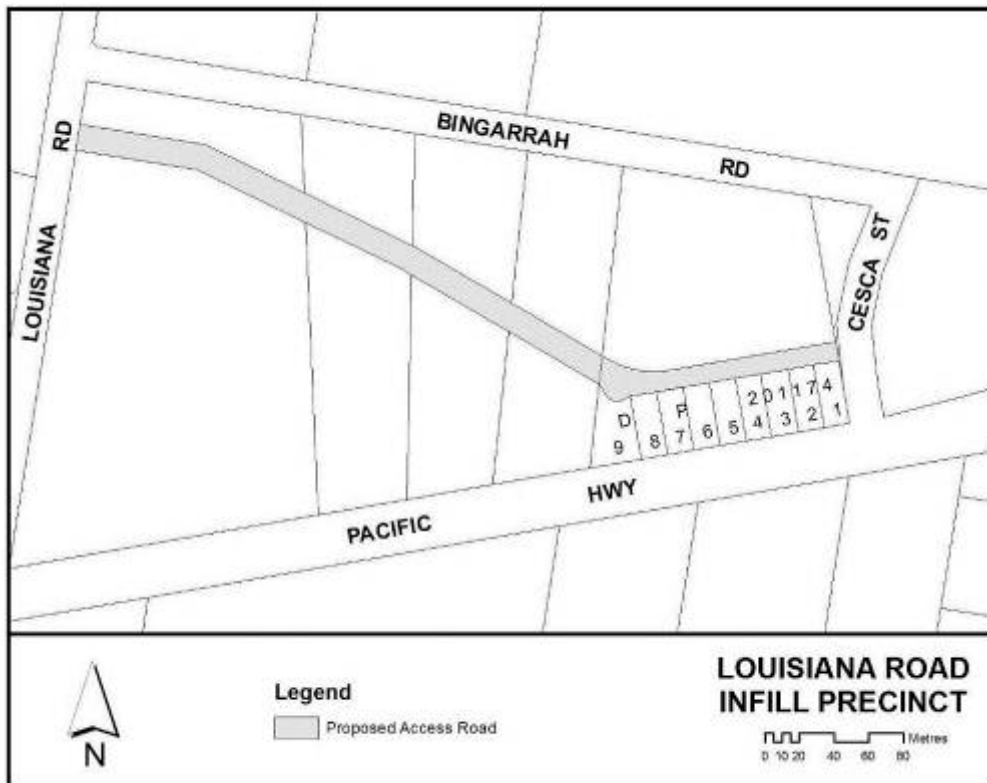 BINGARRAH RD
LOUISIANA RD
CESCA ST
D P 2 0 1 1 7 4
9 8 7 6 5 4 3 2 1
PACIFIC HWY
N
Legend
Proposed Access Road
LOUISIANA ROAD
INFILL PRECINCT
Metres
0 10 20 40 60 80